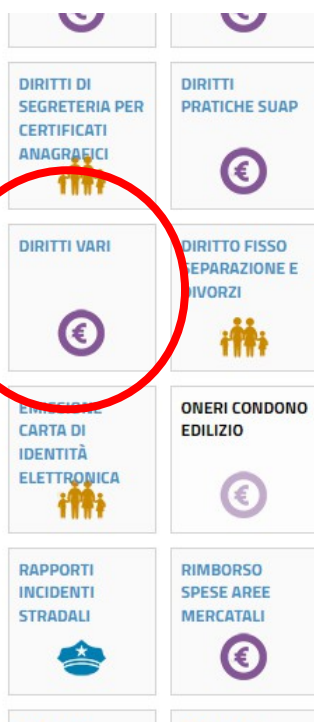 DIRITTI DI
SEGRETERIA PER
CERTIFICATI
ANAGRAFICI
DIRITTI
PRATICHE SUAP
DIRITTI VARI
DIRITTO FISSO
SEPARAZIONE E
DIVORZI
EMISSIONE
CARTA DI
IDENTITÀ
ELETTRONICA
ONERI CONDONO
EDILIZIO
RAPPORTI
INCIDENTI
STRADALI
RIMBORSO
SPESE AREE
MERCATALI